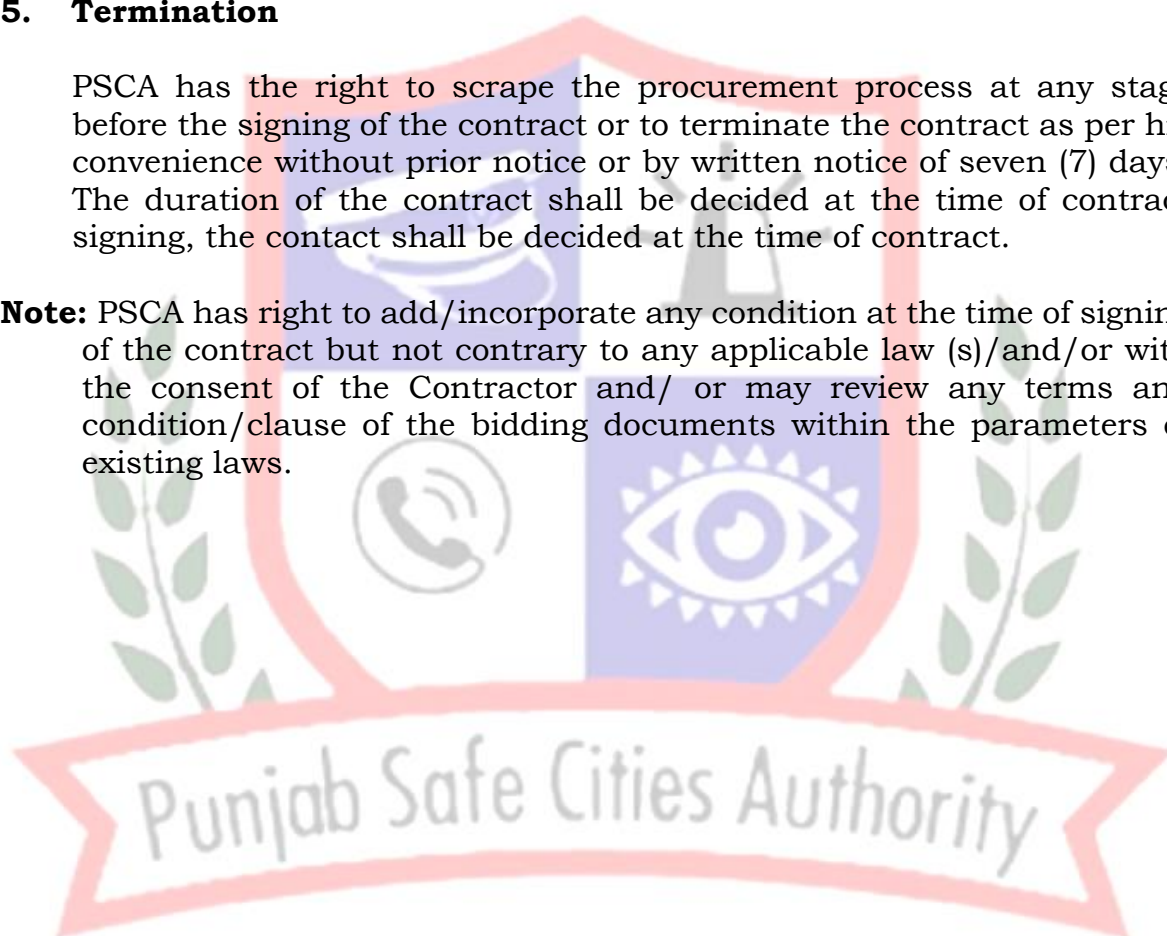 5. Termination
PSCA has the right to scrape the procurement process at any stag
before the signing of the contract or to terminate the contract as per hi
convenience without prior notice or by written notice of seven (7) days
The duration of the contract shall be decided at the time of contrac
signing, the contact shall be decided at the time of contract.
Note: PSCA has right to add/incorporate any condition at the time of signin
of the contract but not contrary to any applicable law (s)/and/or wit
the consent of the Contractor and/ or may review any terms an
condition/clause of the bidding documents within the parameters o
existing laws.
Punjab Safe Cities Authority